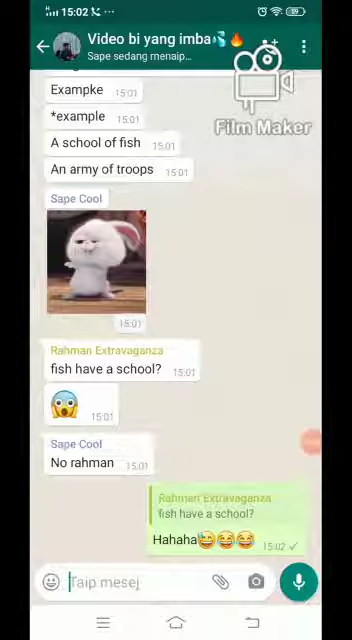 15:02
89
Video bi yang imba💦🔥
Sape sedang menaip...
Film Maker
Exampke 15:01
*example 15:01
A school of fish 15:01
An army of troops 15:01
Sape Cool
15:01
Rahman Extravaganza
fish have a school? 15:01
😱 15:01
Sape Cool
No rahman 15:01
Rahman Extravaganza
fish have a school?
Hahaha😅😂😂 15:02
Taip mesej